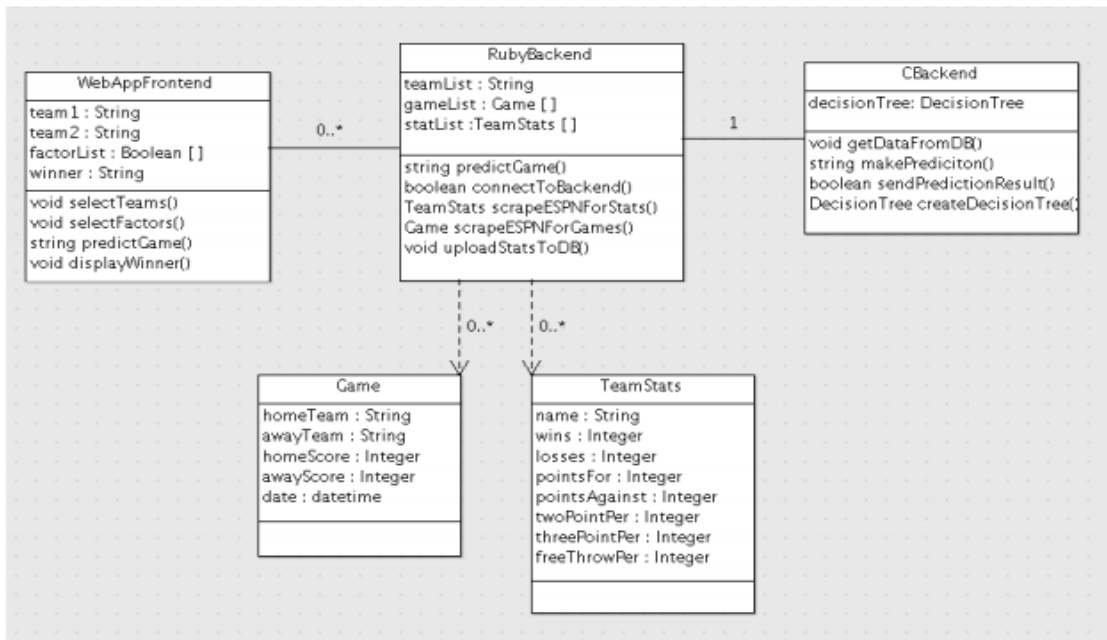 WebAppFrontend
team1 : String
team2 : String
factorList : Boolean [ ]
winner : String
void selectTeams()
void selectFactors()
string predictGame()
void displayWinner()
0..*
RubyBackend
teamList : String
gameList : Game [ ]
statList :TeamStats [ ]
string predictGame()
boolean connectToBackend()
TeamStats scrapeESPNForStats()
Game scrapeESPNForGames()
void uploadStatsToDB()
1
CBackend
decisionTree: DecisionTree
void getDataFromDB()
string makePrediciton()
boolean sendPredictionResult()
DecisionTree createDecisionTree()
0..*
0..*
Game
homeTeam : String
awayTeam : String
homeScore : Integer
awayScore : Integer
date : datetime
TeamStats
name : String
wins : Integer
losses : Integer
pointsFor : Integer
pointsAgainst : Integer
twoPointPer : Integer
threePointPer : Integer
freeThrowPer : Integer